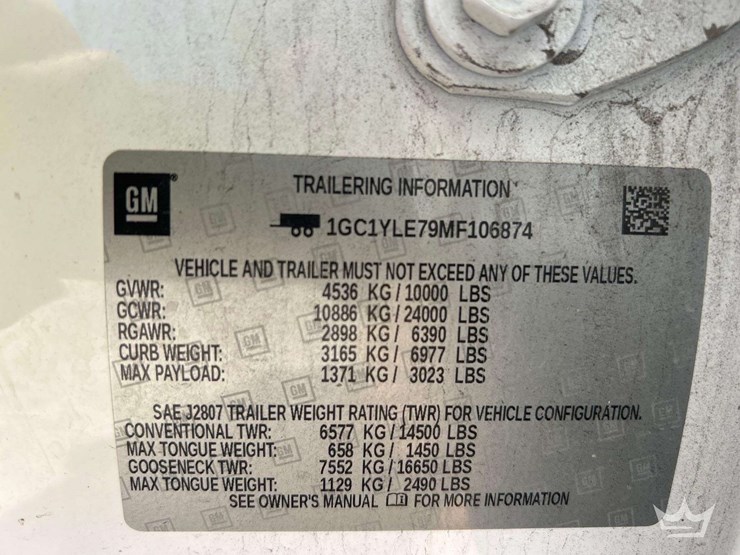 GM ®
TRAILERING INFORMATION
1GC1YLE79MF106874
VEHICLE AND TRAILER MUST NOT EXCEED ANY OF THESE VALUES.
GVWR: 4536 KG / 10000 LBS
GCWR: 10886 KG / 24000 LBS
RGAWR: 2898 KG / 6390 LBS
CURB WEIGHT: 3165 KG / 6977 LBS
MAX PAYLOAD: 1371 KG / 3023 LBS
SAE J2807 TRAILER WEIGHT RATING (TWR) FOR VEHICLE CONFIGURATION.
CONVENTIONAL TWR: 6577 KG / 14500 LBS
MAX TONGUE WEIGHT: 658 KG / 1450 LBS
GOOSENECK TWR: 7552 KG / 16650 LBS
MAX TONGUE WEIGHT: 1129 KG / 2490 LBS
SEE OWNER'S MANUAL FOR MORE INFORMATION